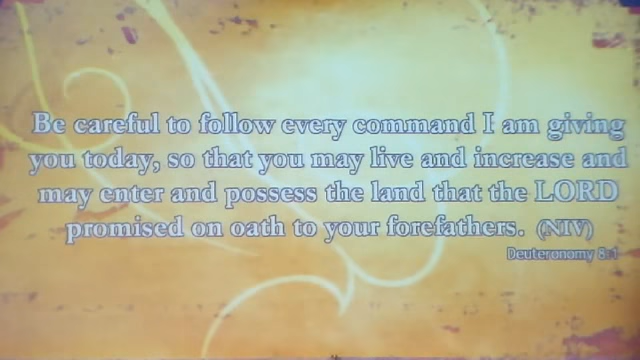 Be careful to follow every command I am giving
you today, so that you may live and increase and
may enter and possess the land that the LORD
promised on oath to your forefathers. (NIV)
Deuteronomy 8:1